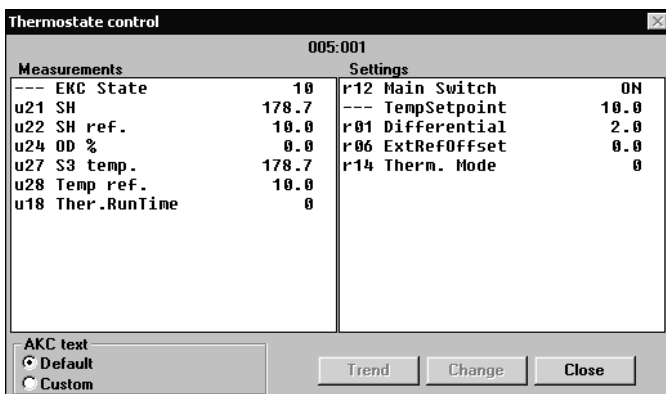 Thermostate control
005:001
Measurements
--- EKC State 10
u21 SH 178.7
u22 SH ref. 10.0
u24 OD % 0.0
u27 S3 temp. 178.7
u28 Temp ref. 10.0
u18 Ther.RunTime 0
Settings
r12 Main Switch ON
--- TempSetpoint 10.0
r01 Differential 2.0
r06 ExtRefOffset 0.0
r14 Therm. Mode 0
AKC text
Default
Custom
Trend
Change
Close